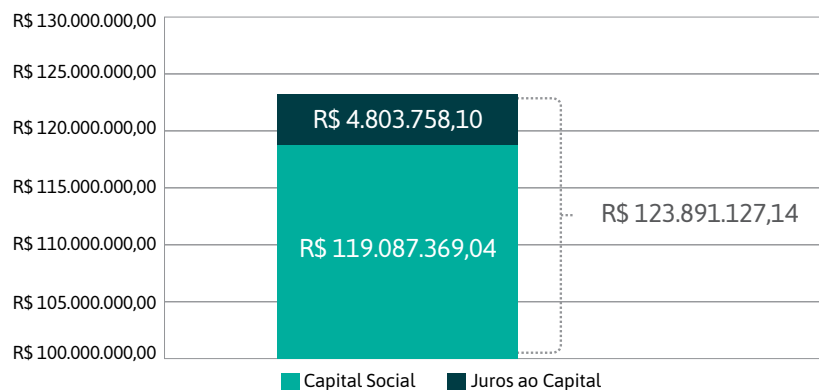 R$ 130.000.000,00
R$ 125.000.000,00
R$ 120.000.000,00
R$ 115.000.000,00
R$ 110.000.000,00
R$ 105.000.000,00
R$ 100.000.000,00
R$ 4.803.758,10
R$ 119.087.369,04
R$ 123.891.127,14
Capital Social
Juros ao Capital